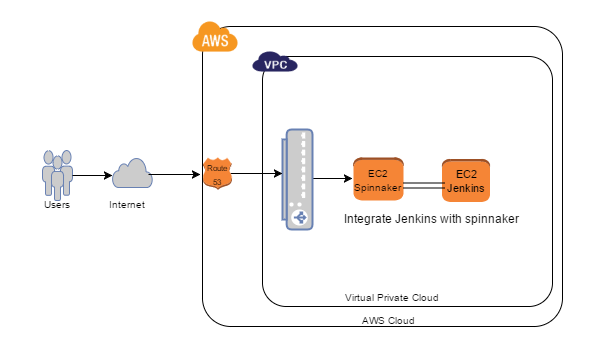 AWS
VPC
Users
Internet
Route
53
EC2
Spinnaker
EC2
Jenkins
Integrate Jenkins with spinnaker
Virtual Private Cloud
AWS Cloud